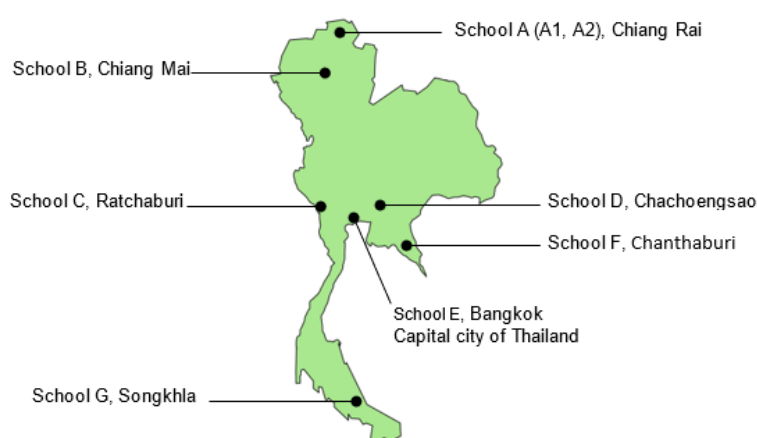 School A (A1, A2), Chiang Rai
School B, Chiang Mai
School C, Ratchaburi
School D, Chachoengsao
School F, Chanthaburi
School E, Bangkok
Capital city of Thailand
School G, Songkhla